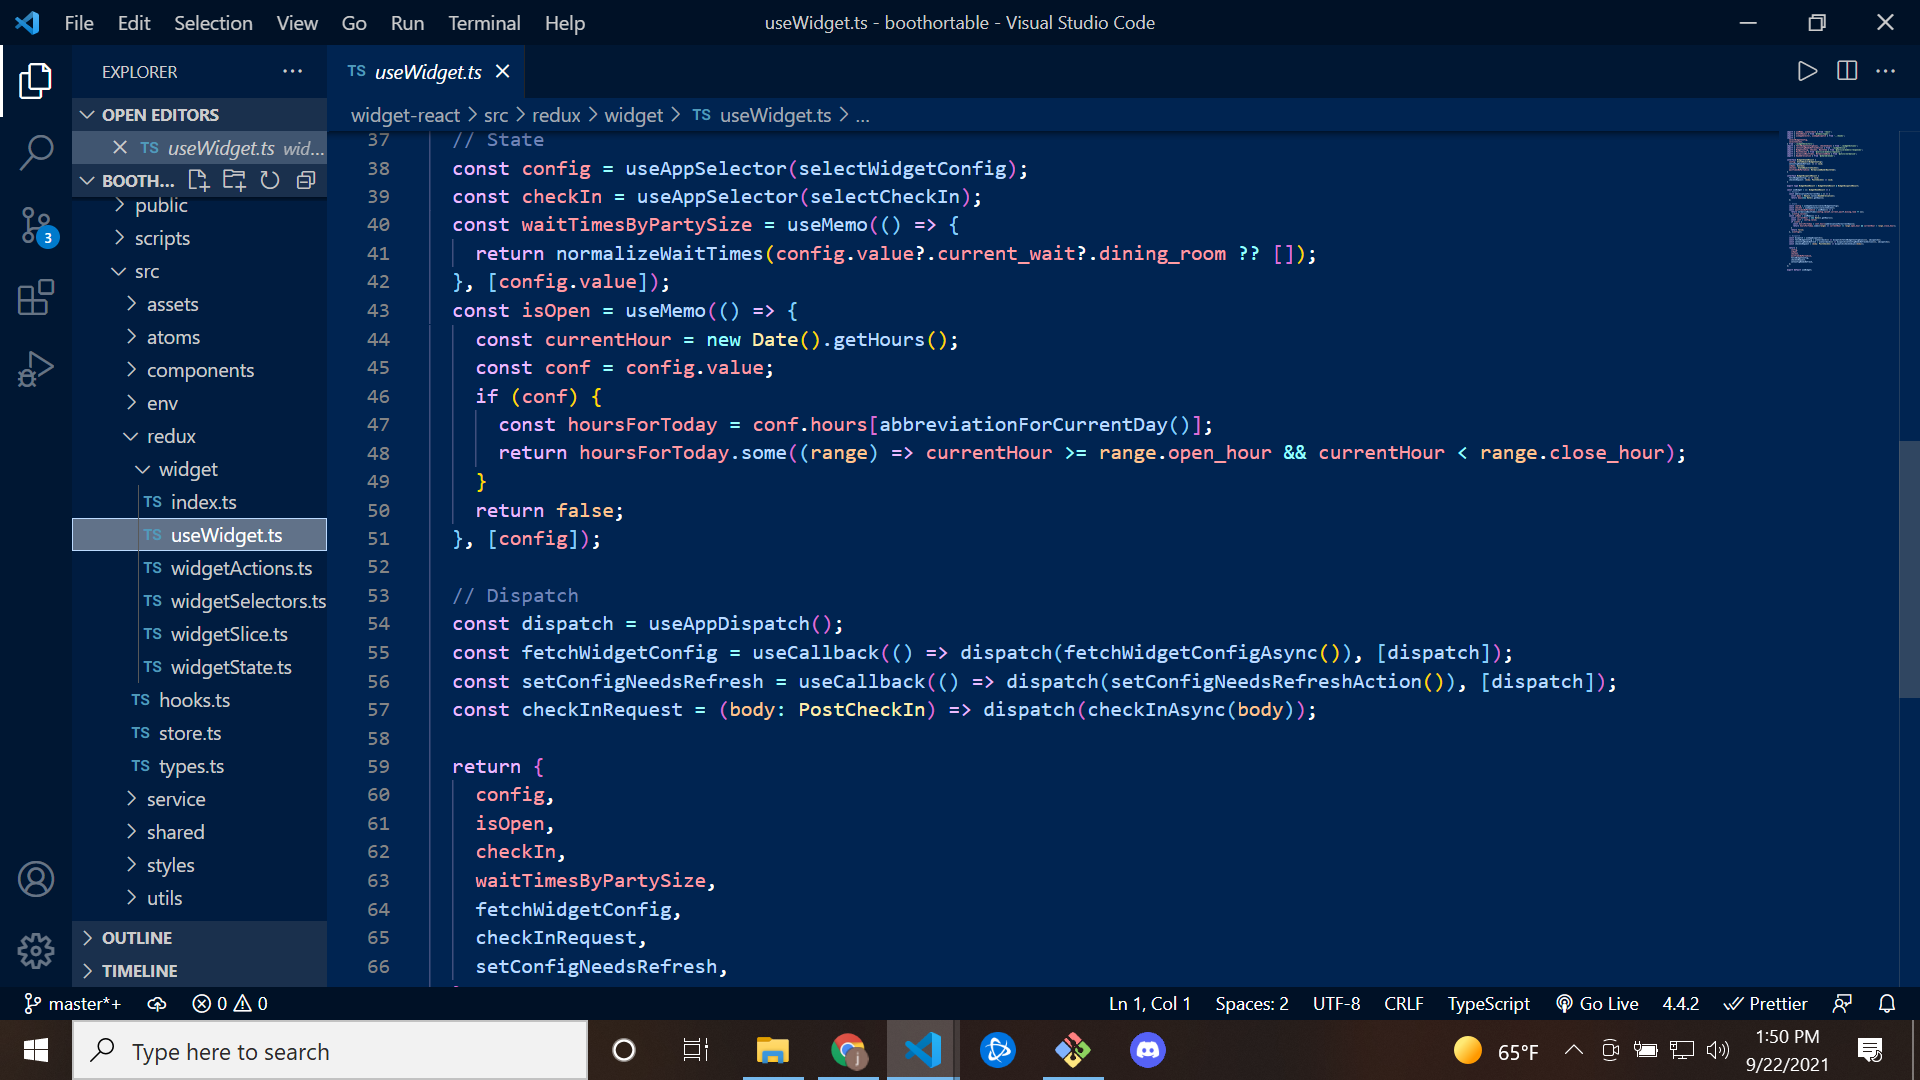 File Edit Selection View Go Run Terminal Help
useWidget.ts - boothortable - Visual Studio Code
EXPLORER
OPEN EDITORS
TS useWidget.ts wid...
BOOTH...
public
scripts
src
assets
atoms
components
env
redux
widget
TS index.ts
TS useWidget.ts
TS widgetActions.ts
TS widgetSelectors.ts
TS widgetSlice.ts
TS widgetState.ts
TS hooks.ts
TS store.ts
TS types.ts
service
shared
styles
utils
OUTLINE
TIMELINE
3
TS useWidget.ts
widget-react > src > redux > widget > TS useWidget.ts > ...
37 // State
38 const config = useAppSelector(selectWidgetConfig);
39 const checkIn = useAppSelector(selectCheckIn);
40 const waitTimesByPartySize = useMemo(() => {
41 return normalizeWaitTimes(config.value?.current_wait?.dining_room ?? []);
42 }, [config.value]);
43 const isOpen = useMemo(() => {
44 const currentHour = new Date().getHours();
45 const conf = config.value;
46 if (conf) {
47 const hoursForToday = conf.hours[abbreviationForCurrentDay()];
48 return hoursForToday.some((range) => currentHour >= range.open_hour && currentHour < range.close_hour);
49 }
50 return false;
51 }, [config]);
52
53 // Dispatch
54 const dispatch = useAppDispatch();
55 const fetchWidgetConfig = useCallback(() => dispatch(fetchWidgetConfigAsync()), [dispatch]);
56 const setConfigNeedsRefresh = useCallback(() => dispatch(setConfigNeedsRefreshAction()), [dispatch]);
57 const checkInRequest = (body: PostCheckIn) => dispatch(checkInAsync(body));
58
59 return {
60 config,
61 isOpen,
62 checkIn,
63 waitTimesByPartySize,
64 fetchWidgetConfig,
65 checkInRequest,
66 setConfigNeedsRefresh,
master*+ 0 0
Ln 1, Col 1 Spaces: 2 UTF-8 CRLF TypeScript Go Live 4.4.2 Prettier
Type here to search
j
65°F
1:50 PM
9/22/2021